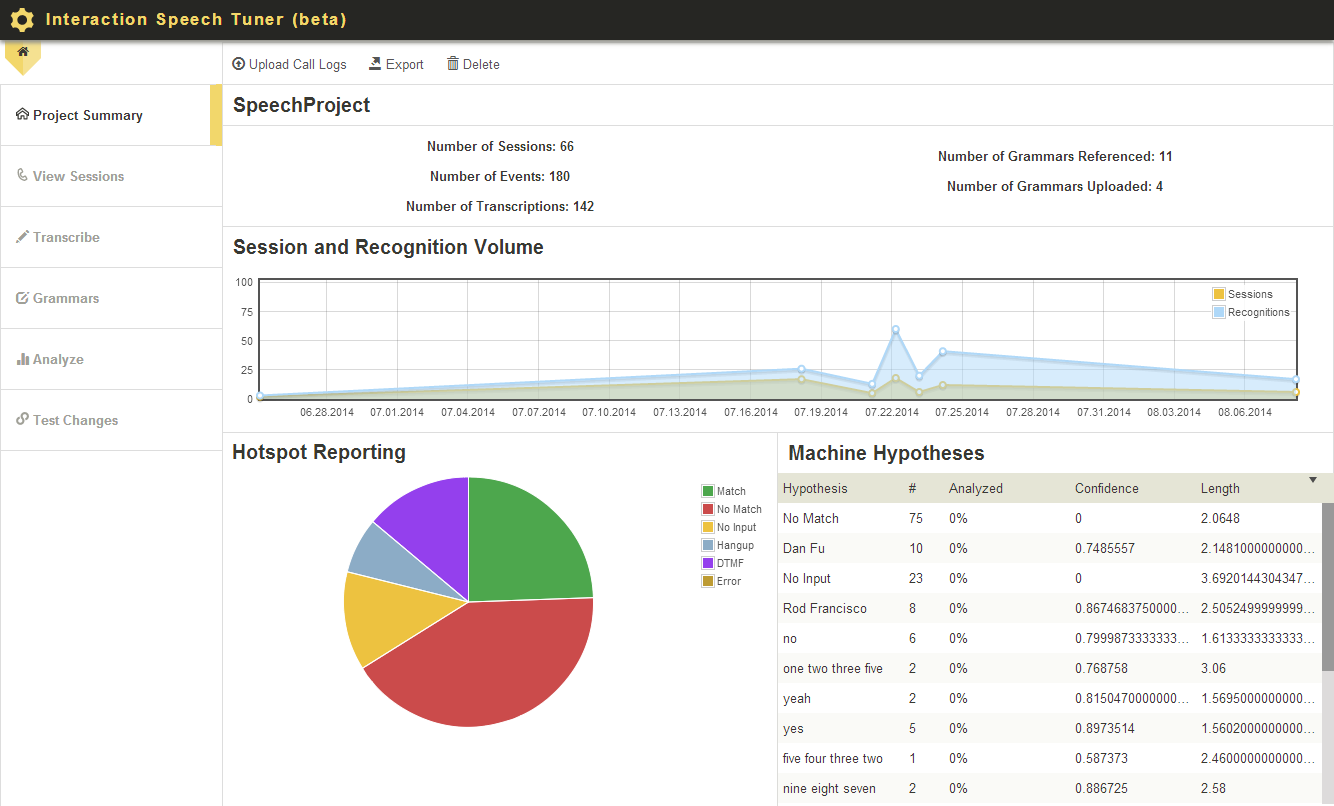 Interaction Speech Tuner (beta)
Upload Call Logs Export Delete
Project Summary
View Sessions
Transcribe
Grammars
Analyze
Test Changes
SpeechProject
Number of Sessions: 66
Number of Events: 180
Number of Transcriptions: 142
Number of Grammars Referenced: 11
Number of Grammars Uploaded: 4
Session and Recognition Volume
100
75
50
25
0
Sessions
Recognitions
06.28.2014 07.01.2014 07.04.2014 07.07.2014 07.10.2014 07.13.2014 07.16.2014 07.19.2014 07.22.2014 07.25.2014 07.28.2014 07.31.2014 08.03.2014 08.06.2014
Hotspot Reporting
Match
No Match
No Input
Hangup
DTMF
Error
Machine Hypotheses
Hypothesis # Analyzed Confidence Length
No Match 75 0% 0 2.0648
Dan Fu 10 0% 0.7485557 2.1481000000000...
No Input 23 0% 0 3.6920144304347...
Rod Francisco 8 0% 0.8674683750000... 2.5052499999999...
no 6 0% 0.7999873333333... 1.6133333333333...
one two three five 2 0% 0.768758 3.06
yeah 2 0% 0.8150470000000... 1.5695000000000...
yes 5 0% 0.8973514 1.5602000000000...
five four three two 1 0% 0.587373 2.4600000000000...
nine eight seven 2 0% 0.886725 2.58